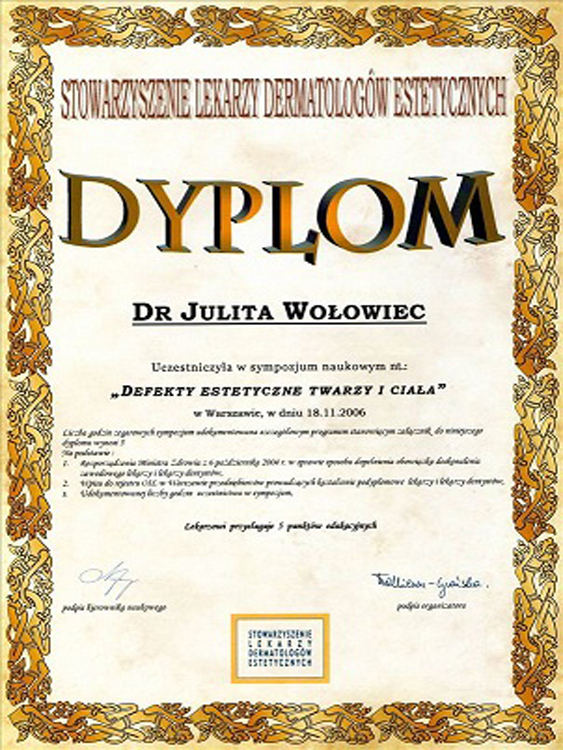 STOWARZYSZENIE LEKARZY DERMATOLOGÓW ESTETYCZNYCH
DYPLOM
DR JULITA WOŁOWIEC
Uczestniczyła w sympozjum naukowym nt.:
„DEFEKTY ESTETYCZNE TWARZY I CIAŁA”
w Warszawie, w dniu 18.11.2006
Liczba godzin zegarowych sympozjum udokumentowana szczegółowym programem stanowiącym załącznik do niniejszego
dyplomu wynosi 5
Na podstawie :
1. Rozporządzenia Ministra Zdrowia z 6 października 2004 r. w sprawie sposobu dopełnienia obowiązku doskonalenia
zawodowego lekarzy i lekarzy dentystów,
2. Wpisu do rejestru OIL w Warszawie przedsiębiorców prowadzących kształcenie podyplomowe lekarzy i lekarzy dentystów,
3. Udokumentowanej liczby godzin uczestnictwa w sympozjum,
Lekarzowi przysługuje 5 punktów edukacyjnych
podpis kierownika naukowego
podpis organizatora
STOWARZYSZENIE
LEKARZY
DERMATOLOGÓW
ESTETYCZNYCH